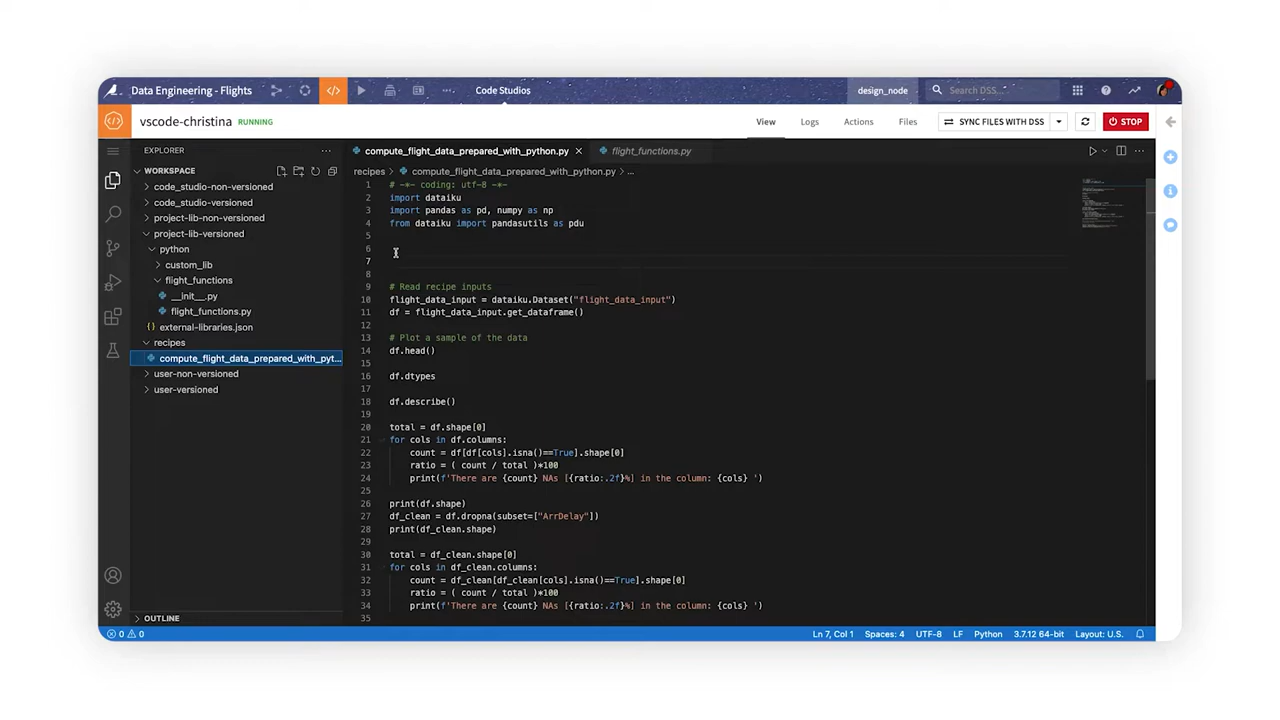 Data Engineering - Flights
Code Studios
design_node
Search DSS...
vscode-christina RUNNING
View
Logs
Actions
Files
SYNC FILES WITH DSS
STOP
EXPLORER
compute_flight_data_prepared_with_python.py
flight_functions.py
WORKSPACE
code_studio-non-versioned
code_studio-versioned
project-lib-non-versioned
project-lib-versioned
python
custom_lib
flight_functions
__init__.py
flight_functions.py
external-libraries.json
recipes
compute_flight_data_prepared_with_pyt...
user-non-versioned
user-versioned
OUTLINE
recipes > compute_flight_data_prepared_with_python.py > ...
1 # -*- coding: utf-8 -*-
2 import dataiku
3 import pandas as pd, numpy as np
4 from dataiku import pandasutils as pdu
5
6
7
8
9 # Read recipe inputs
10 flight_data_input = dataiku.Dataset("flight_data_input")
11 df = flight_data_input.get_dataframe()
12
13 # Plot a sample of the data
14 df.head()
15
16 df.dtypes
17
18 df.describe()
19
20 total = df.shape[0]
21 for cols in df.columns:
22 count = df[df[cols].isna()==True].shape[0]
23 ratio = ( count / total )*100
24 print(f'There are {count} NAs [{ratio:.2f}%] in the column: {cols} ')
25
26 print(df.shape)
27 df_clean = df.dropna(subset=["ArrDelay"])
28 print(df_clean.shape)
29
30 total = df_clean.shape[0]
31 for cols in df_clean.columns:
32 count = df_clean[df_clean[cols].isna()==True].shape[0]
33 ratio = ( count / total )*100
34 print(f'There are {count} NAs [{ratio:.2f}%] in the column: {cols} ')
35
0 0
Ln 7, Col 1
Spaces: 4
UTF-8
LF
Python
3.7.12 64-bit
Layout: U.S.